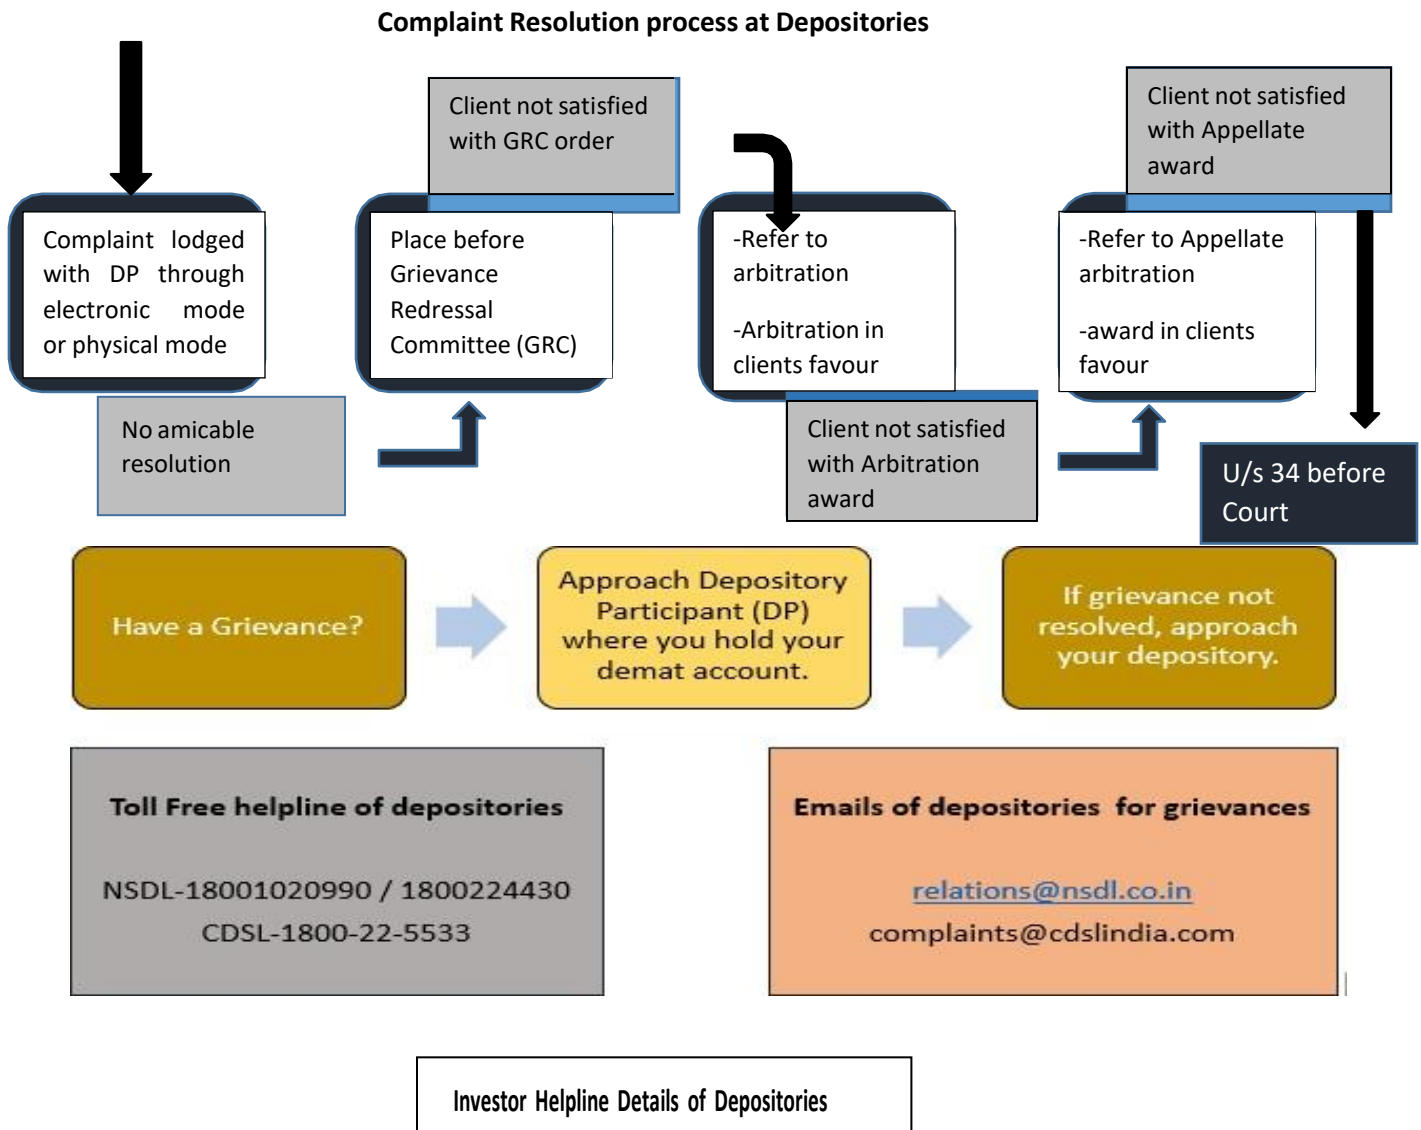 Complaint Resolution process at Depositories
Complaint lodged
with DP through
electronic mode
or physical mode
No amicable
resolution
Place before
Grievance
Redressal
Committee (GRC)
Client not satisfied
with GRC order
-Refer to
arbitration
-Arbitration in
clients favour
Client not satisfied
with Arbitration
award
-Refer to Appellate
arbitration
-award in clients
favour
Client not satisfied
with Appellate
award
U/s 34 before
Court
Have a Grievance?
Approach Depository
Participant (DP)
where you hold your
demat account.
If grievance not
resolved, approach
your depository.
Toll Free helpline of depositories
NSDL-18001020990 / 1800224430
CDSL-1800-22-5533
Emails of depositories for grievances
relations@nsdl.co.in
complaints@cdslindia.com
Investor Helpline Details of Depositories